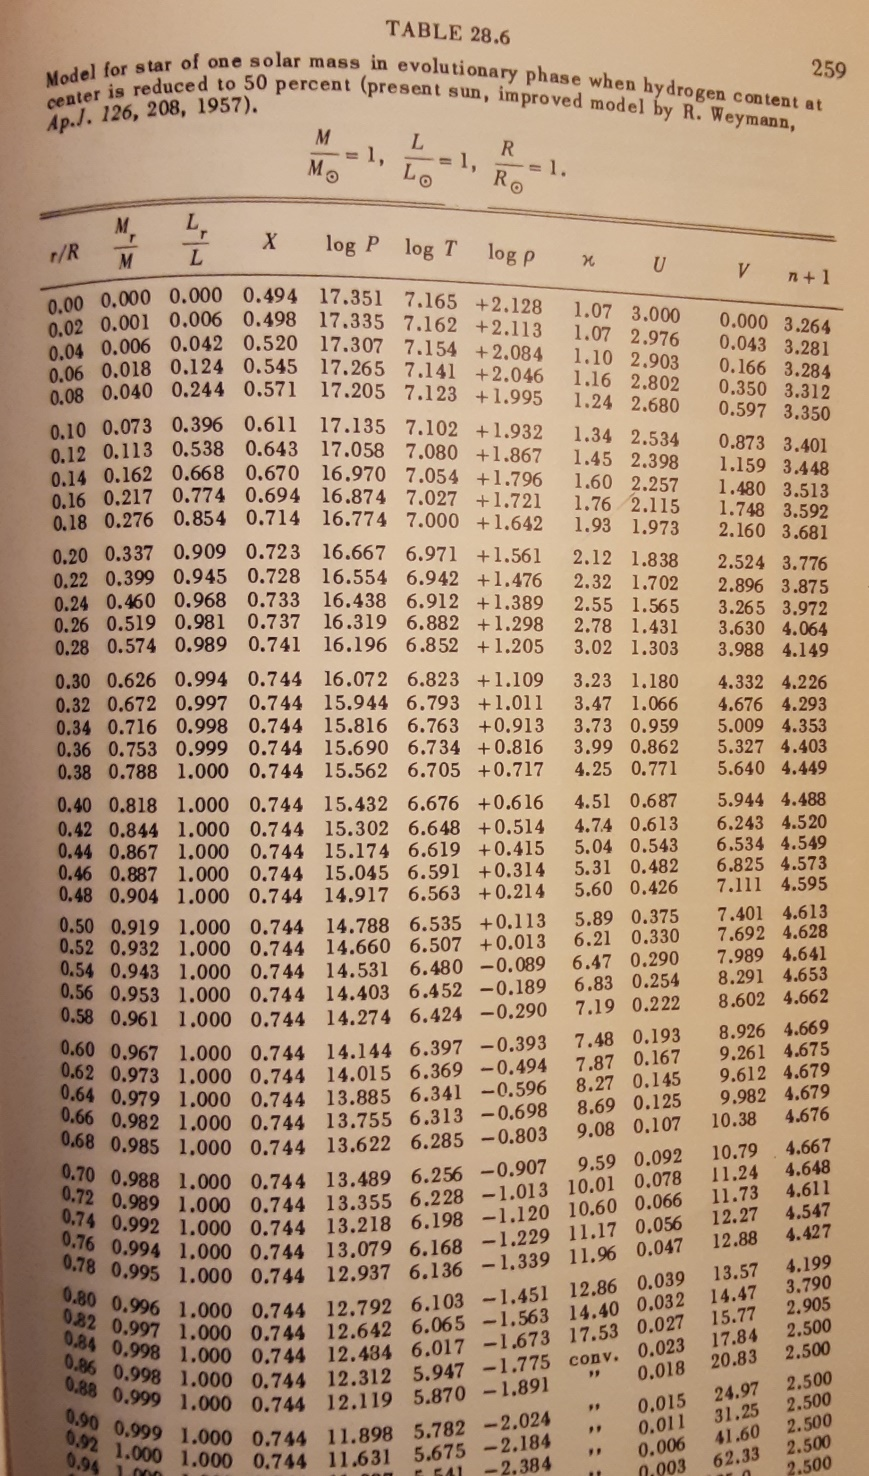 TABLE 28.6
259
Model for star of one solar mass in evolutionary phase when hydrogen content at
center is reduced to 50 percent (present sun, improved model by R. Weymann,
Ap.J. 126, 208, 1957).
M/M☉ = 1, L/L☉ = 1, R/R☉ = 1.
r/R Mr/M Lr/L X log P log T log ρ ϰ U V n + 1
0.00 0.000 0.000 0.494 17.351 7.165 +2.128 1.07 3.000 0.000 3.264
0.02 0.001 0.006 0.498 17.335 7.162 +2.113 1.07 2.976 0.043 3.281
0.04 0.006 0.042 0.520 17.307 7.154 +2.084 1.10 2.903 0.166 3.284
0.06 0.018 0.124 0.545 17.265 7.141 +2.046 1.16 2.802 0.350 3.312
0.08 0.040 0.244 0.571 17.205 7.123 +1.995 1.24 2.680 0.597 3.350
0.10 0.073 0.396 0.611 17.135 7.102 +1.932 1.34 2.534 0.873 3.401
0.12 0.113 0.538 0.643 17.058 7.080 +1.867 1.45 2.398 1.159 3.448
0.14 0.162 0.668 0.670 16.970 7.054 +1.796 1.60 2.257 1.480 3.513
0.16 0.217 0.774 0.694 16.874 7.027 +1.721 1.76 2.115 1.748 3.592
0.18 0.276 0.854 0.714 16.774 7.000 +1.642 1.93 1.973 2.160 3.681
0.20 0.337 0.909 0.723 16.667 6.971 +1.561 2.12 1.838 2.524 3.776
0.22 0.399 0.945 0.728 16.554 6.942 +1.476 2.32 1.702 2.896 3.875
0.24 0.460 0.968 0.733 16.438 6.912 +1.389 2.55 1.565 3.265 3.972
0.26 0.519 0.981 0.737 16.319 6.882 +1.298 2.78 1.431 3.630 4.064
0.28 0.574 0.989 0.741 16.196 6.852 +1.205 3.02 1.303 3.988 4.149
0.30 0.626 0.994 0.744 16.072 6.823 +1.109 3.23 1.180 4.332 4.226
0.32 0.672 0.997 0.744 15.944 6.793 +1.011 3.47 1.066 4.676 4.293
0.34 0.716 0.998 0.744 15.816 6.763 +0.913 3.73 0.959 5.009 4.353
0.36 0.753 0.999 0.744 15.690 6.734 +0.816 3.99 0.862 5.327 4.403
0.38 0.788 1.000 0.744 15.562 6.705 +0.717 4.25 0.771 5.640 4.449
0.40 0.818 1.000 0.744 15.432 6.676 +0.616 4.51 0.687 5.944 4.488
0.42 0.844 1.000 0.744 15.302 6.648 +0.514 4.74 0.613 6.243 4.520
0.44 0.867 1.000 0.744 15.174 6.619 +0.415 5.04 0.543 6.534 4.549
0.46 0.887 1.000 0.744 15.045 6.591 +0.314 5.31 0.482 6.825 4.573
0.48 0.904 1.000 0.744 14.917 6.563 +0.214 5.60 0.426 7.111 4.595
0.50 0.919 1.000 0.744 14.788 6.535 +0.113 5.89 0.375 7.401 4.613
0.52 0.932 1.000 0.744 14.660 6.507 +0.013 6.21 0.330 7.692 4.628
0.54 0.943 1.000 0.744 14.531 6.480 −0.089 6.47 0.290 7.989 4.641
0.56 0.953 1.000 0.744 14.403 6.452 −0.189 6.83 0.254 8.291 4.653
0.58 0.961 1.000 0.744 14.274 6.424 −0.290 7.19 0.222 8.602 4.662
0.60 0.967 1.000 0.744 14.144 6.397 −0.393 7.48 0.193 8.926 4.669
0.62 0.973 1.000 0.744 14.015 6.369 −0.494 7.87 0.167 9.261 4.675
0.64 0.979 1.000 0.744 13.885 6.341 −0.596 8.27 0.145 9.612 4.679
0.66 0.982 1.000 0.744 13.755 6.313 −0.698 8.69 0.125 9.982 4.679
0.68 0.985 1.000 0.744 13.622 6.285 −0.803 9.08 0.107 10.38 4.676
0.70 0.988 1.000 0.744 13.489 6.256 −0.907 9.59 0.092 10.79 4.667
0.72 0.989 1.000 0.744 13.355 6.228 −1.013 10.01 0.078 11.24 4.648
0.74 0.992 1.000 0.744 13.218 6.198 −1.120 10.60 0.066 11.73 4.611
0.76 0.994 1.000 0.744 13.079 6.168 −1.229 11.17 0.056 12.27 4.547
0.78 0.995 1.000 0.744 12.937 6.136 −1.339 11.96 0.047 12.88 4.427
0.80 0.996 1.000 0.744 12.792 6.103 −1.451 12.86 0.039 13.57 4.199
0.82 0.997 1.000 0.744 12.642 6.065 −1.563 14.40 0.032 14.47 3.790
0.84 0.998 1.000 0.744 12.484 6.017 −1.673 17.53 0.027 15.77 2.905
0.86 0.998 1.000 0.744 12.312 5.947 −1.775 conv. 0.023 17.84 2.500
0.88 0.999 1.000 0.744 12.119 5.870 −1.891 " 0.018 20.83 2.500
0.90 0.999 1.000 0.744 11.898 5.782 −2.024 " 0.015 24.97 2.500
0.92 1.000 1.000 0.744 11.631 5.675 −2.184 " 0.011 31.25 2.500
0.94 −2.384 " 0.006 41.60 2.500
0.003 62.33 2.500
2.500